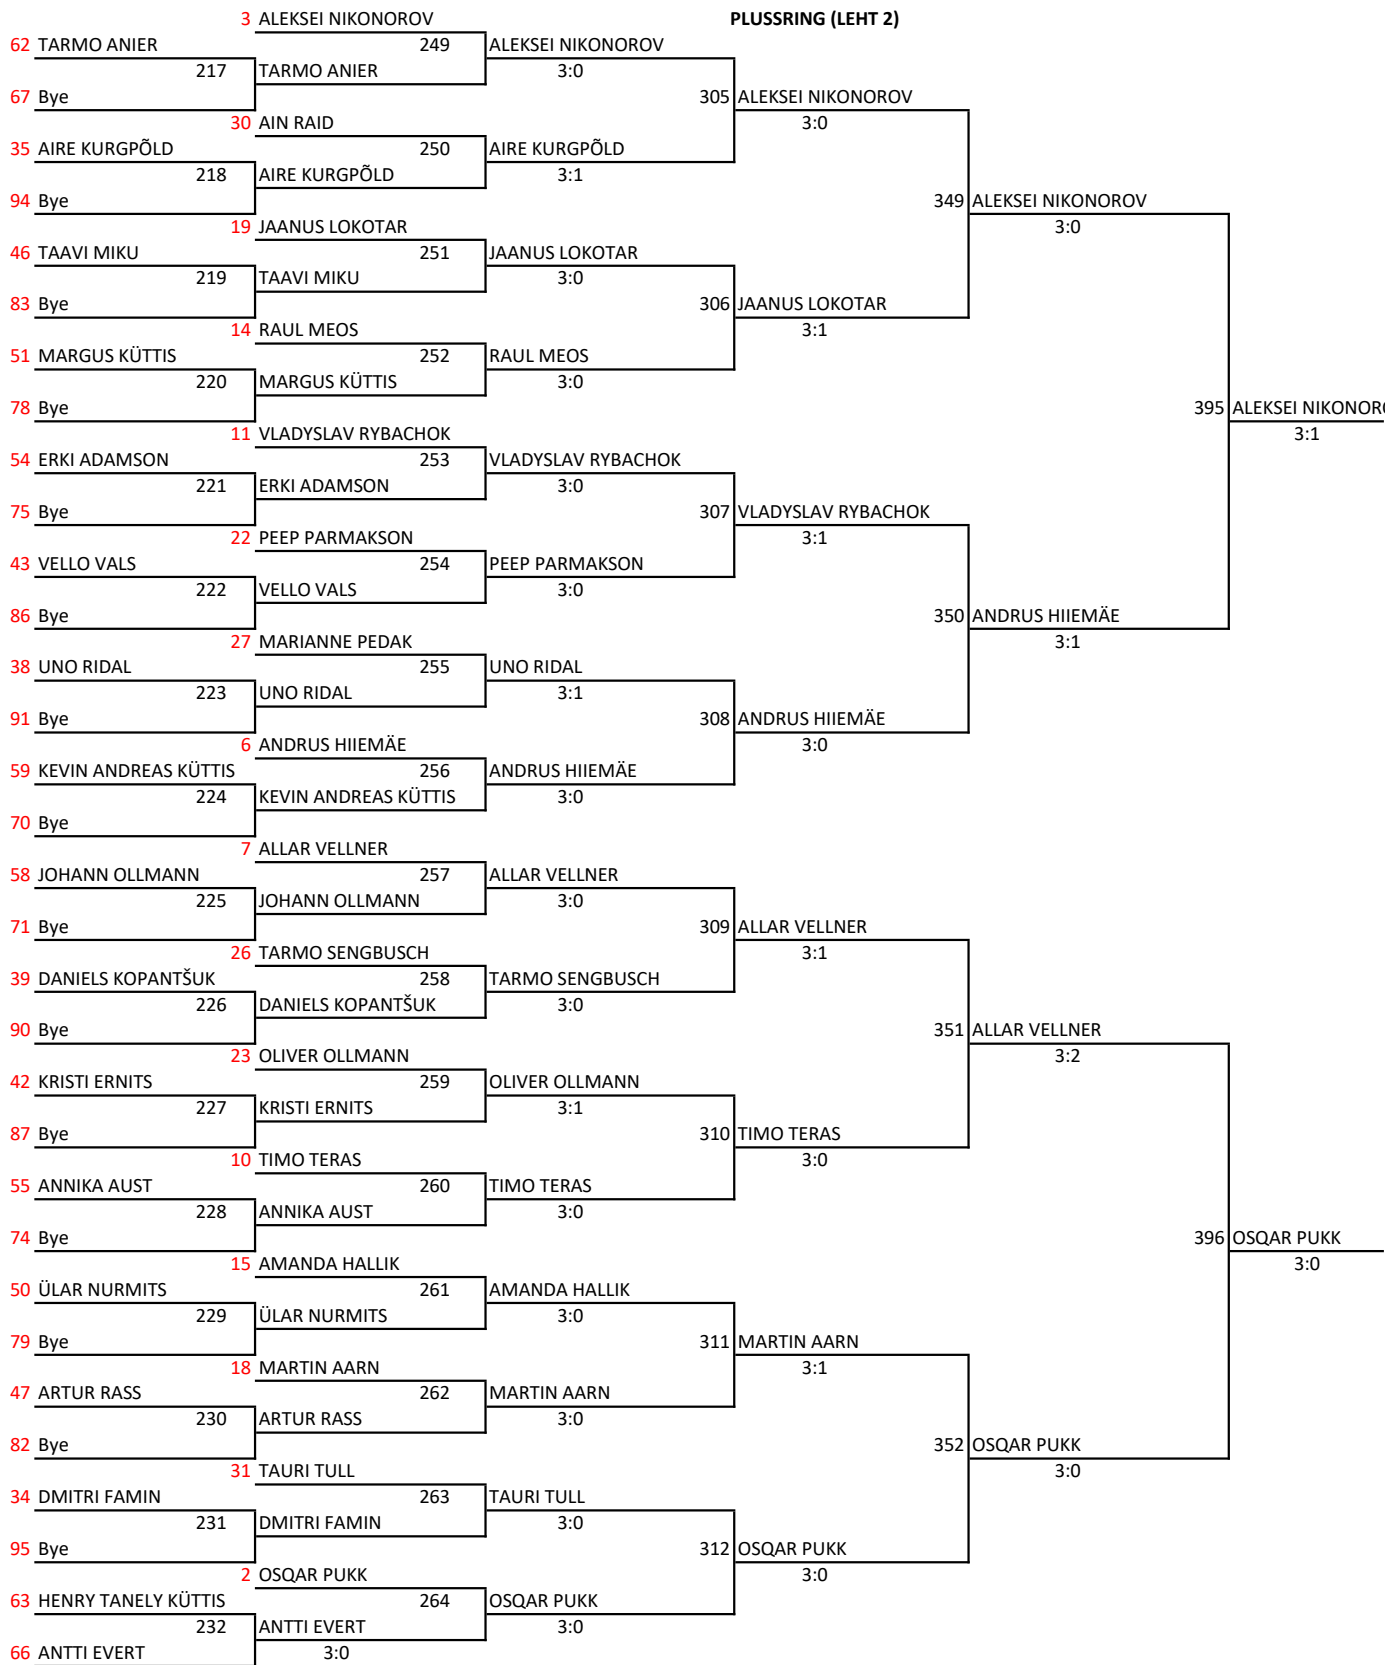 3 ALEKSEI NIKONOROV PLUSSRING (LEHT 2)
62 TARMO ANIER 249 ALEKSEI NIKONOROV
217 TARMO ANIER 3:0
67 Bye 305 ALEKSEI NIKONOROV
30 AIN RAID 3:0
35 AIRE KURGPÕLD 250 AIRE KURGPÕLD
218 AIRE KURGPÕLD 3:1
94 Bye 349 ALEKSEI NIKONOROV
19 JAANUS LOKOTAR 3:0
46 TAAVI MIKU 251 JAANUS LOKOTAR
219 TAAVI MIKU 3:0
83 Bye 306 JAANUS LOKOTAR
14 RAUL MEOS 3:1
51 MARGUS KÜTTIS 252 RAUL MEOS
220 MARGUS KÜTTIS 3:0
78 Bye 395 ALEKSEI NIKONORO
11 VLADYSLAV RYBACHOK 3:1
54 ERKI ADAMSON 253 VLADYSLAV RYBACHOK
221 ERKI ADAMSON 3:0
75 Bye 307 VLADYSLAV RYBACHOK
22 PEEP PARMAKSON 3:1
43 VELLO VALS 254 PEEP PARMAKSON
222 VELLO VALS 3:0
86 Bye 350 ANDRUS HIIEMÄE
27 MARIANNE PEDAK 3:1
38 UNO RIDAL 255 UNO RIDAL
223 UNO RIDAL 3:1
91 Bye 308 ANDRUS HIIEMÄE
6 ANDRUS HIIEMÄE 3:0
59 KEVIN ANDREAS KÜTTIS 256 ANDRUS HIIEMÄE
224 KEVIN ANDREAS KÜTTIS 3:0
70 Bye
7 ALLAR VELLNER
58 JOHANN OLLMANN 257 ALLAR VELLNER
225 JOHANN OLLMANN 3:0
71 Bye 309 ALLAR VELLNER
26 TARMO SENGBUSCH 3:1
39 DANIELS KOPANTŠUK 258 TARMO SENGBUSCH
226 DANIELS KOPANTŠUK 3:0
90 Bye 351 ALLAR VELLNER
23 OLIVER OLLMANN 3:2
42 KRISTI ERNITS 259 OLIVER OLLMANN
227 KRISTI ERNITS 3:1
87 Bye 310 TIMO TERAS
10 TIMO TERAS 3:0
55 ANNIKA AUST 260 TIMO TERAS
228 ANNIKA AUST 3:0
74 Bye 396 OSQAR PUKK
15 AMANDA HALLIK 3:0
50 ÜLAR NURMITS 261 AMANDA HALLIK
229 ÜLAR NURMITS 3:0
79 Bye 311 MARTIN AARN
18 MARTIN AARN 3:1
47 ARTUR RASS 262 MARTIN AARN
230 ARTUR RASS 3:0
82 Bye 352 OSQAR PUKK
31 TAURI TULL 3:0
34 DMITRI FAMIN 263 TAURI TULL
231 DMITRI FAMIN 3:0
95 Bye 312 OSQAR PUKK
2 OSQAR PUKK 3:0
63 HENRY TANELY KÜTTIS 264 OSQAR PUKK
232 ANTTI EVERT 3:0
66 ANTTI EVERT 3:0